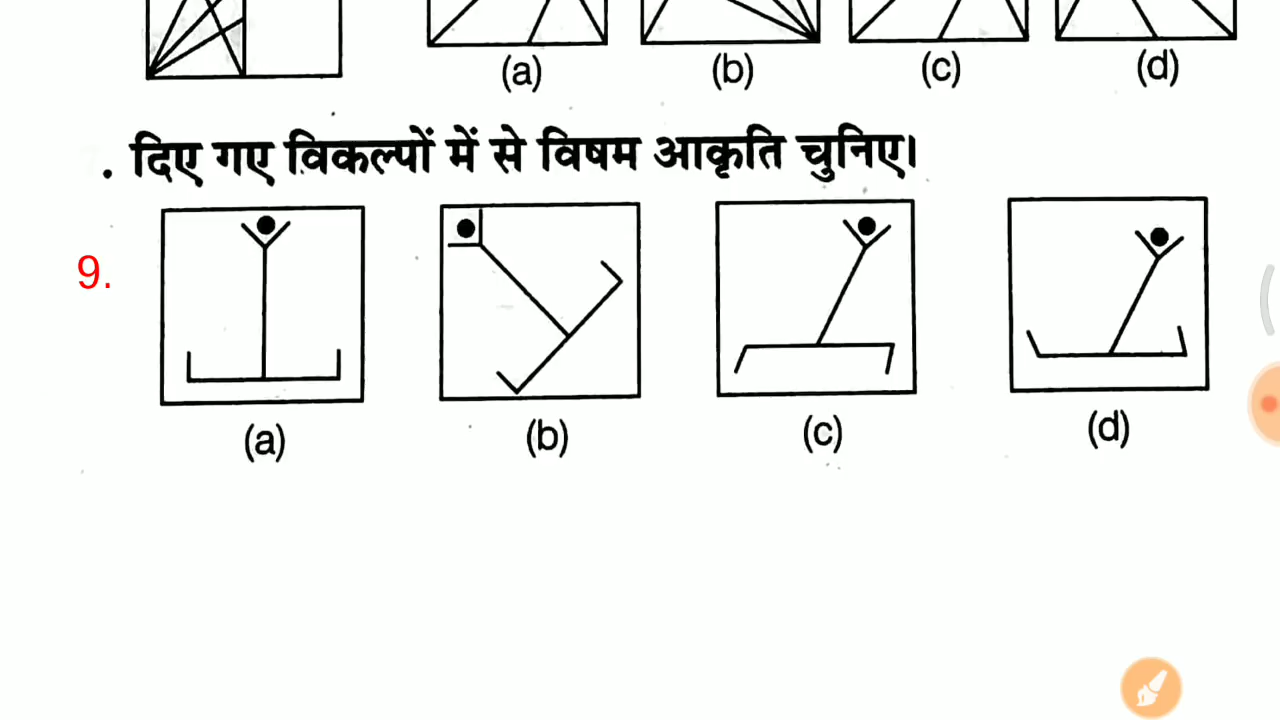 (a) (b) (c) (d)
. दिए गए विकल्पों में से विषम आकृति चुनिए।
9.
(a) (b) (c) (d)